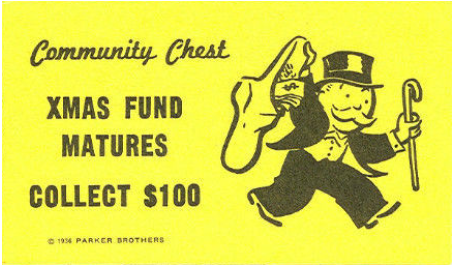 Community Chest
XMAS FUND
MATURES
COLLECT $100
$
© 1936 PARKER BROTHERS